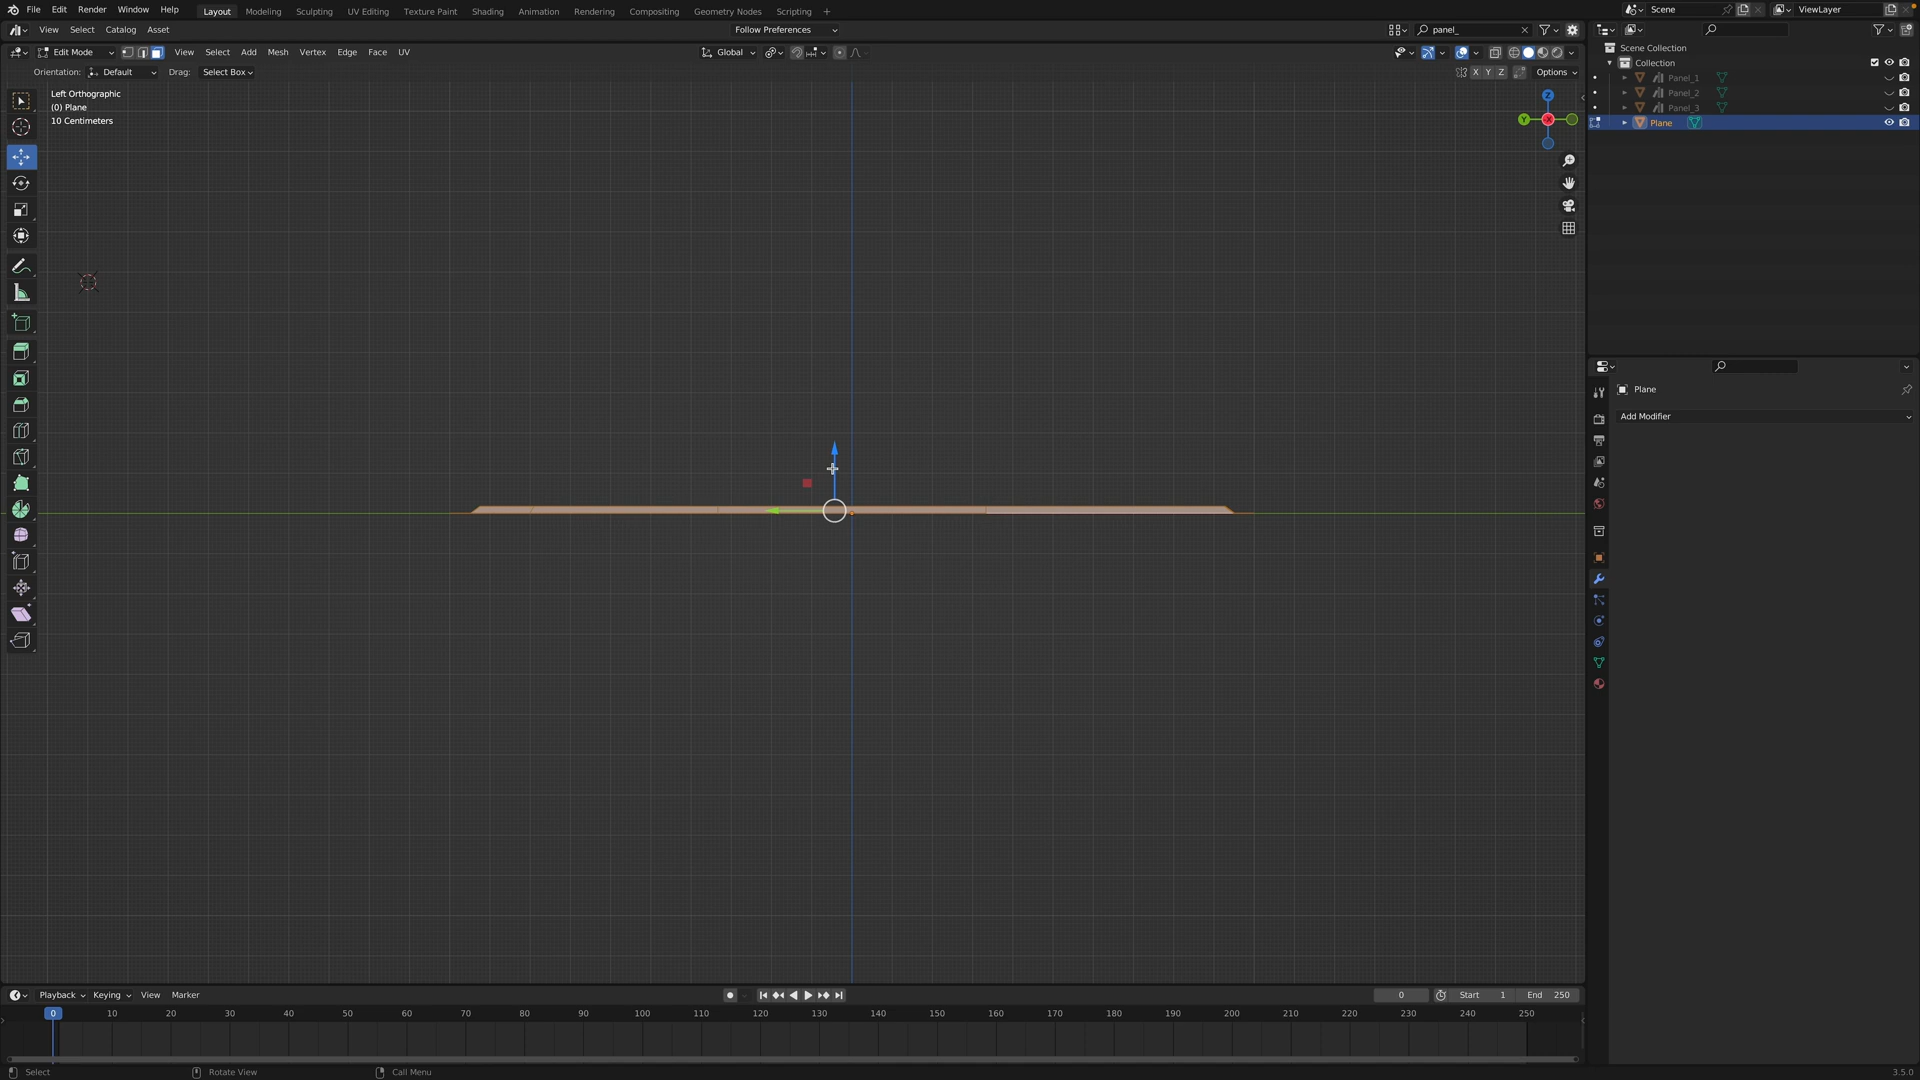 File Edit Render Window Help Layout Modeling Sculpting UV Editing Texture Paint Shading Animation Rendering Compositing Geometry Nodes Scripting + Scene ViewLayer
View Select Catalog Asset Follow Preferences panel_
Edit Mode View Select Add Mesh Vertex Edge Face UV Global
Orientation: Default Drag: Select Box X Y Z Options
Left Orthographic
(0) Plane
10 Centimeters
Z
Y X
Scene Collection
Collection
Panel_1
Panel_2
Panel_3
Plane
Plane
Add Modifier
Playback Keying View Marker 0 Start 1 End 250
0 10 20 30 40 50 60 70 80 90 100 110 120 130 140 150 160 170 180 190 200 210 220 230 240 250
Select Rotate View Call Menu 3.5.0